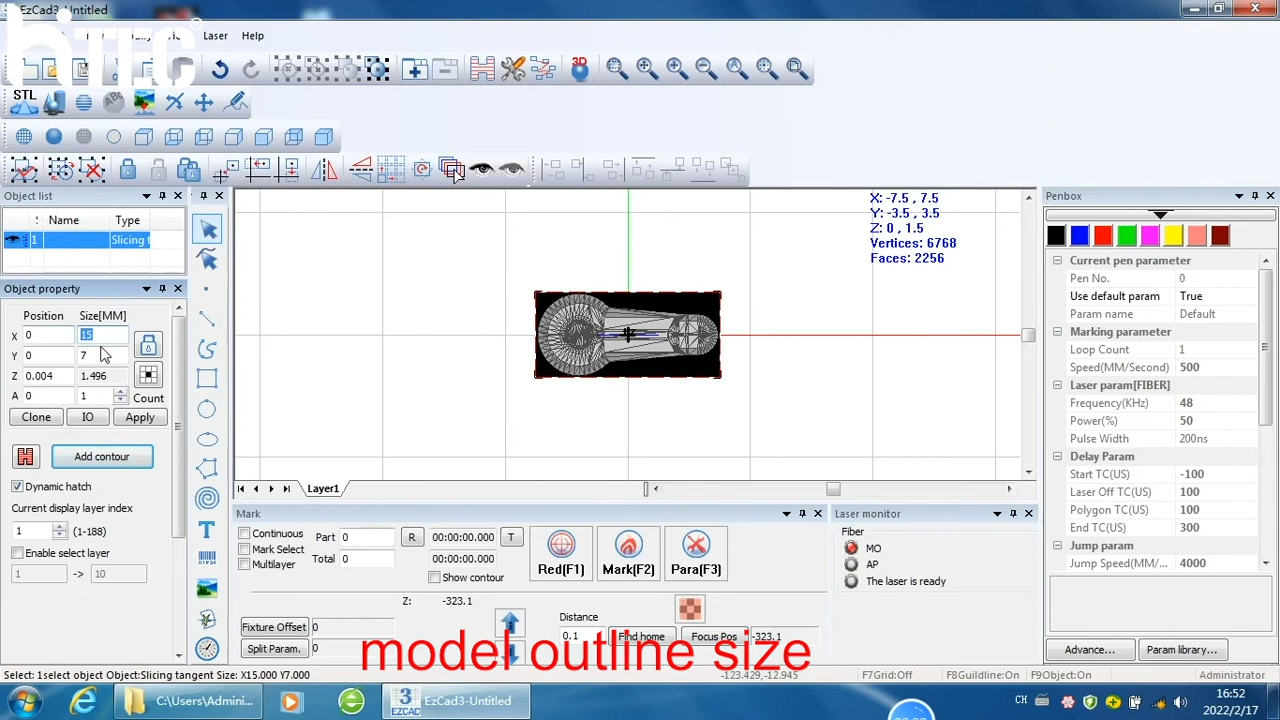 EzCad3-Untitled
Laser Help
STL
ABC
3D
Object list
! Name Type
1 Slicing t
Object property
Position Size[MM]
X 0 15
Y 0 7
Z 0.004 1.496
A 0 1 Count
Clone IO Apply
Add contour
Dynamic hatch
Current display layer index
1 (1-188)
Enable select layer
1 -> 10
X: -7.5 , 7.5
Y: -3.5 , 3.5
Z: 0 , 1.5
Vertices: 6768
Faces: 2256
Layer1
Mark
Continuous Part 0 R 00:00:00.000 T
Mark Select Total 0 00:00:00.000
Multilayer Show contour
Red(F1) Mark(F2) Para(F3)
Z: -323.1
Distance
Fixture Offset 0 0.1 Find home Focus Pos -323.1
Split Param. 0
model outline size
Laser monitor
Fiber
MO
AP
The laser is ready
Penbox
Current pen parameter
Pen No. 0
Use default param True
Param name Default
Marking parameter
Loop Count 1
Speed(MM/Second) 500
Laser param[FIBER]
Frequency(KHz) 48
Power(%) 50
Pulse Width 200ns
Delay Param
Start TC(US) -100
Laser Off TC(US) 100
Polygon TC(US) 100
End TC(US) 300
Jump param
Jump Speed(MM/... 4000
Advance... Param library...
Select: 1select object Object:Slicing tangent Size: X15.000 Y7.000 -123.429,-12.945 F7Grid:Off F8Guildline:On F9Object:On Administrator
C:\Users\Admini... 3 EZCAD EzCad3-Untitled CH 16:52
2022/2/17